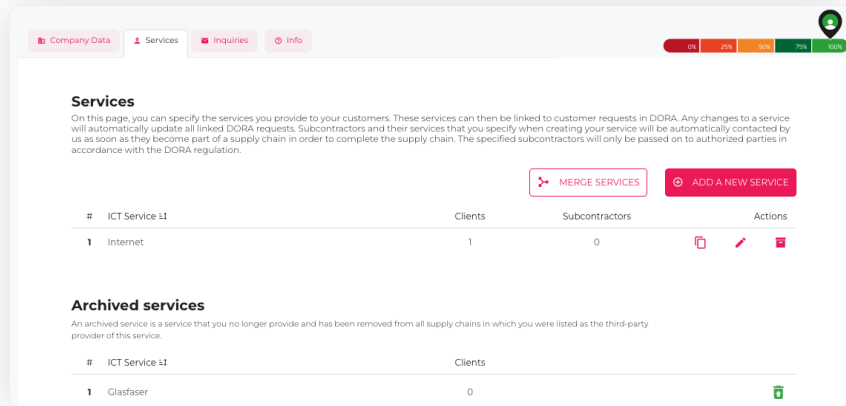 Company Data Services Inquiries Info
0% 25% 50% 75% 100%
Services
On this page, you can specify the services you provide to your customers. These services can then be linked to customer requests in DORA. Any changes to a service
will automatically update all linked DORA requests. Subcontractors and their services that you specify when creating your service will be automatically contacted by
us as soon as they become part of a supply chain in order to complete the supply chain. The specified subcontractors will only be passed on to authorized parties in
accordance with the DORA regulation.
MERGE SERVICES ADD A NEW SERVICE
# ICT Service Clients Subcontractors Actions
1 Internet 1 0
Archived services
An archived service is a service that you no longer provide and has been removed from all supply chains in which you were listed as the third-party
provider of this service.
# ICT Service Clients
1 Glasfaser 0